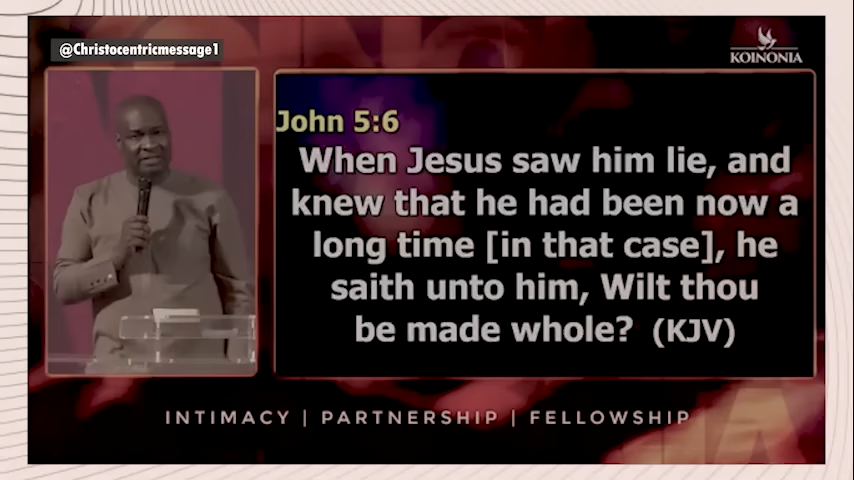 @Christocentricmessage1
KOINONIA
John 5:6
When Jesus saw him lie, and
knew that he had been now a
long time [in that case], he
saith unto him, Wilt thou
be made whole? (KJV)
INTIMACY | PARTNERSHIP | FELLOWSHIP